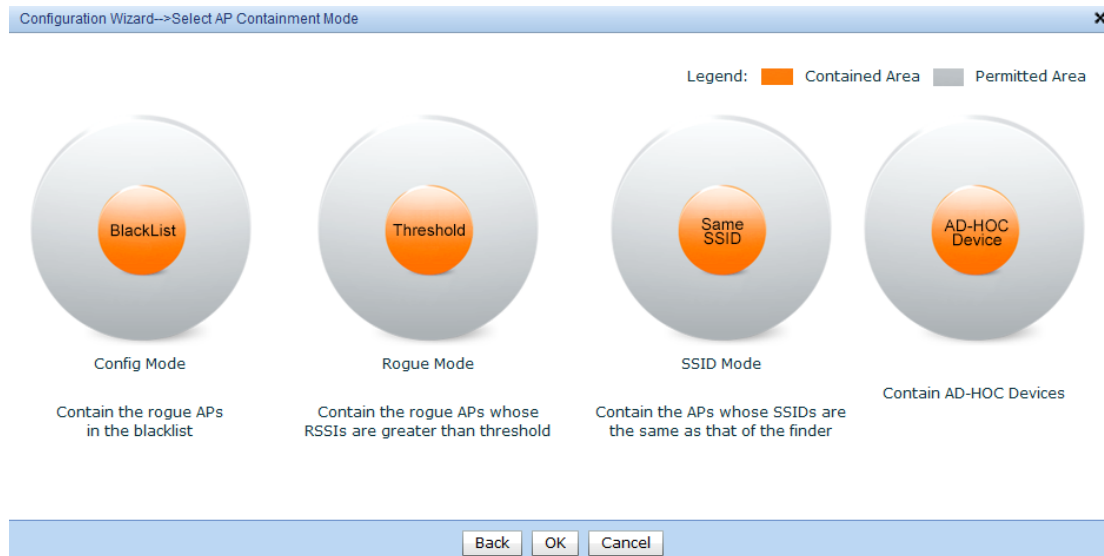 Configuration Wizard-->Select AP Containment Mode
Legend: Contained Area Permitted Area
BlackList
Threshold
Same
SSID
AD-HOC
Device
Config Mode
Rogue Mode
SSID Mode
Contain the rogue APs
in the blacklist
Contain the rogue APs whose
RSSIs are greater than threshold
Contain the APs whose SSIDs are
the same as that of the finder
Contain AD-HOC Devices
Back OK Cancel